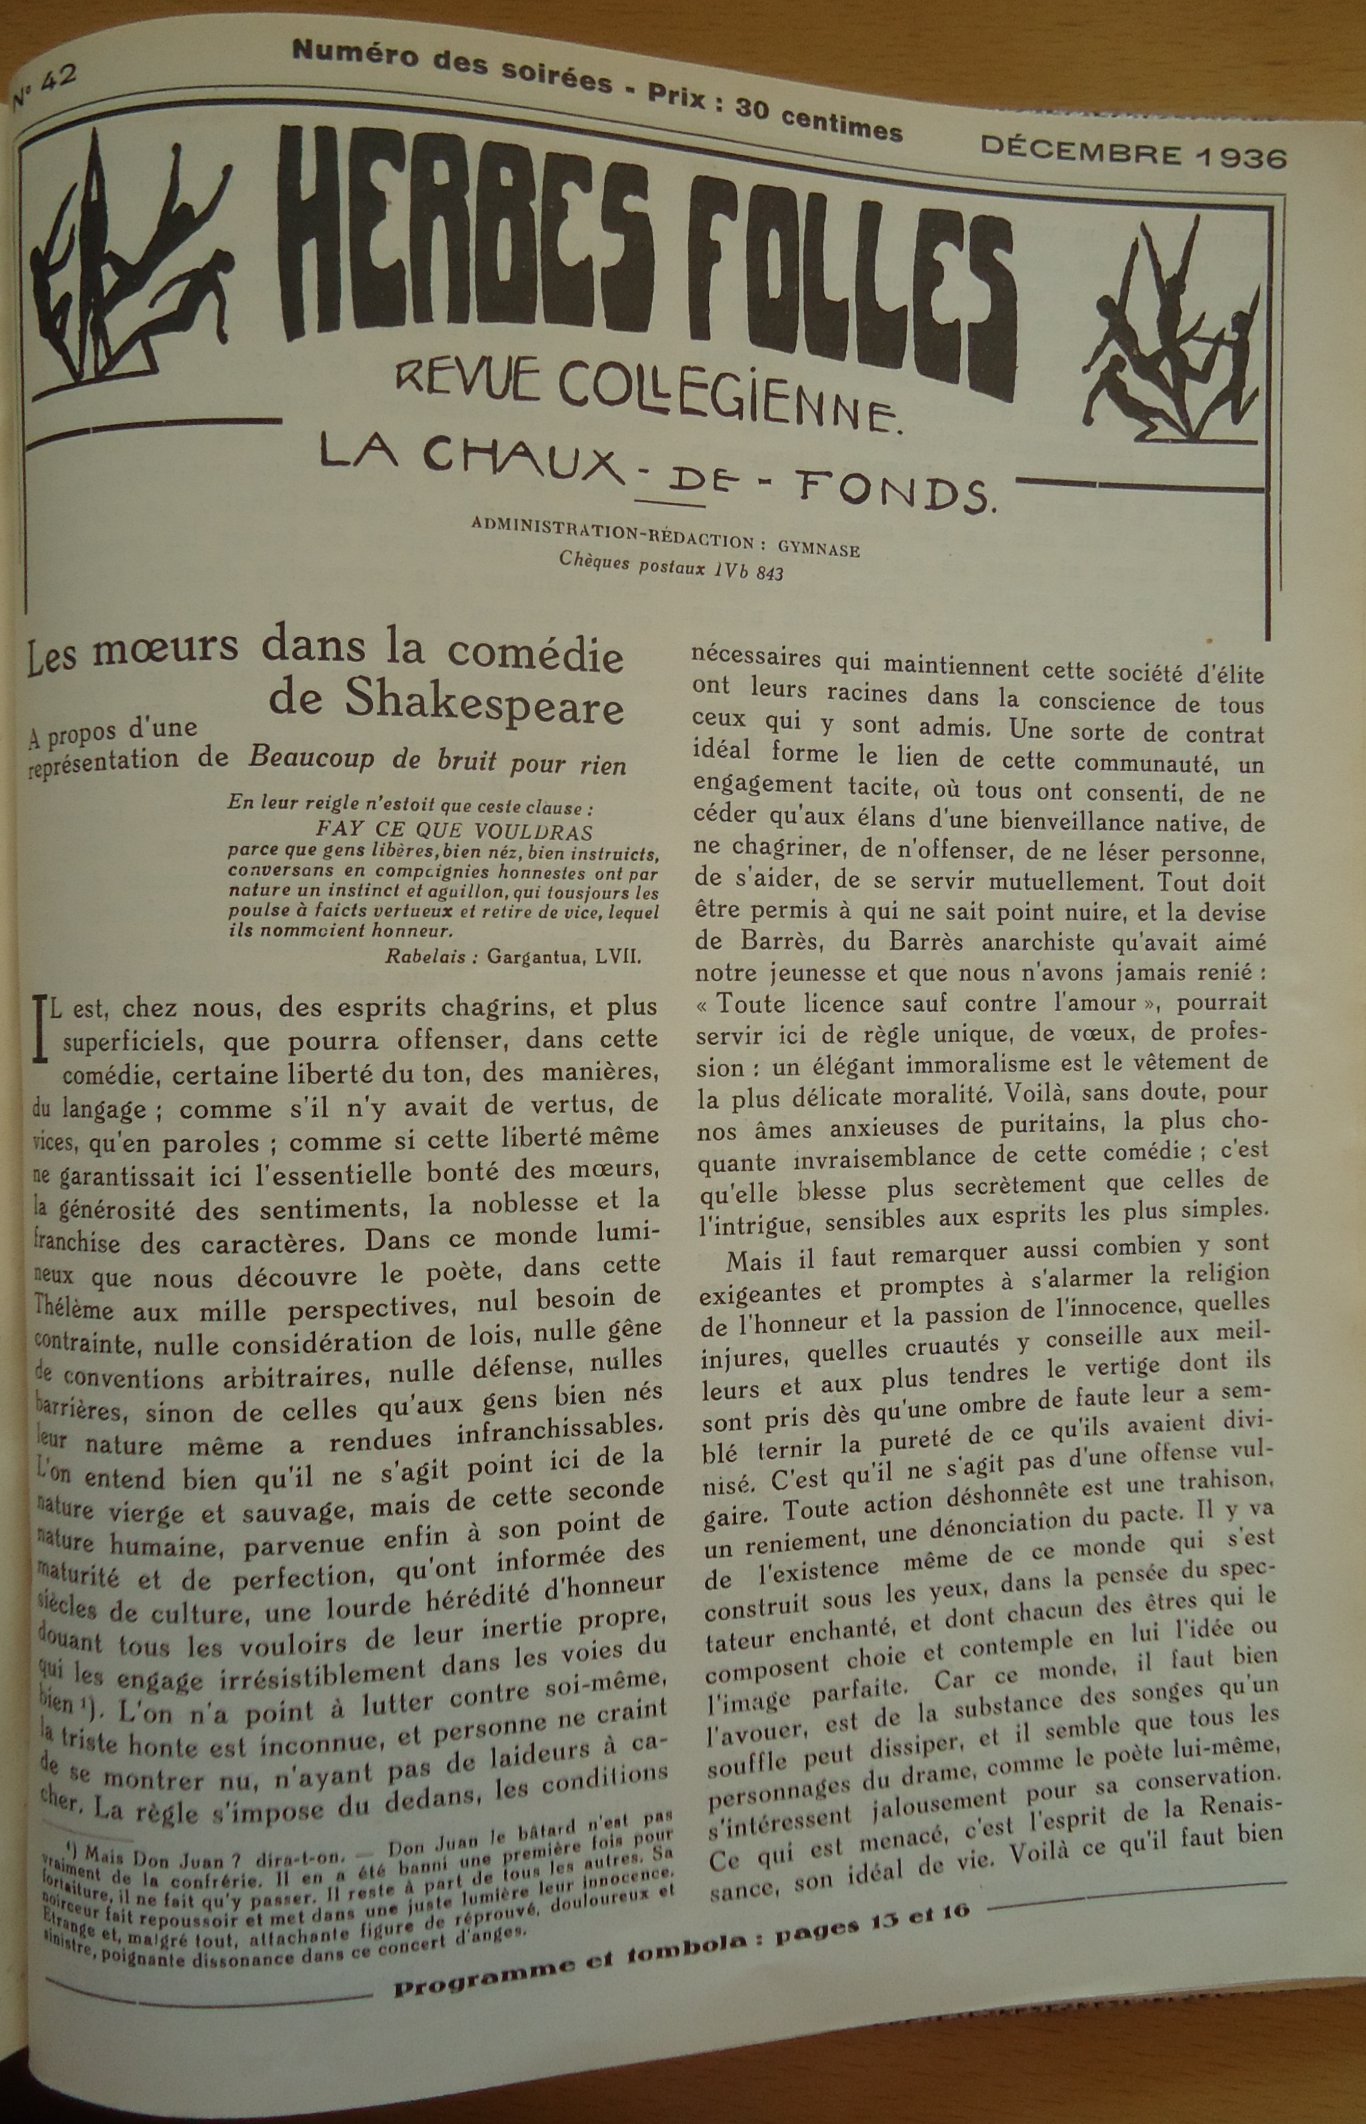 N° 42
Numéro des soirées - Prix : 30 centimes
DÉCEMBRE 1936
HERBES FOLLES
REVUE COLLEGIENNE.
LA CHAUX-DE-FONDS.
ADMINISTRATION-RÉDACTION : GYMNASE
Chèques postaux IVb 843
Les mœurs dans la comédie
de Shakespeare
A propos d'une
représentation de Beaucoup de bruit pour rien
En leur reigle n'estoit que ceste clause :
FAY CE QUE VOULDRAS
parce que gens libères, bien néz, bien instruicts,
conversans en compaignies honnestes ont par
nature un instinct et aguillon, qui tousjours les
poulse à faicts vertueux et retire de vice, lequel
ils nommoient honneur.
Rabelais : Gargantua, LVII.
IL est, chez nous, des esprits chagrins, et plus
superficiels, que pourra offenser, dans cette
comédie, certaine liberté du ton, des manières,
du langage ; comme s'il n'y avait de vertus, de
vices, qu'en paroles ; comme si cette liberté même
ne garantissait ici l'essentielle bonté des mœurs,
la générosité des sentiments, la noblesse et la
franchise des caractères. Dans ce monde lumi-
neux que nous découvre le poète, dans cette
Thélème aux mille perspectives, nul besoin de
contrainte, nulle considération de lois, nulle gêne
de conventions arbitraires, nulle défense, nulles
barrières, sinon de celles qu'aux gens bien nés
leur nature même a rendues infranchissables.
L'on entend bien qu'il ne s'agit point ici de la
nature vierge et sauvage, mais de cette seconde
nature humaine, parvenue enfin à son point de
maturité et de perfection, qu'ont informée des
siècles de culture, une lourde hérédité d'honneur
douant tous les vouloirs de leur inertie propre,
qui les engage irrésistiblement dans les voies du
bien ¹). L'on n'a point à lutter contre soi-même,
la triste honte est inconnue, et personne ne craint
de se montrer nu, n'ayant pas de laideurs à ca-
cher. La règle s'impose du dedans, les conditions
¹) Mais Don Juan ? dira-t-on. — Don Juan le bâtard n'est pas
vraiment de la confrérie. Il en a été banni une première fois pour
forfaiture, il ne fait qu'y passer. Il reste à part de tous les autres. Sa
noirceur fait repoussoir et met dans une juste lumière leur innocence.
Etrange et, malgré tout, attachante figure de réprouvé, douloureux et
sinistre, poignante dissonance dans ce concert d'anges.
nécessaires qui maintiennent cette société d'élite
ont leurs racines dans la conscience de tous
ceux qui y sont admis. Une sorte de contrat
idéal forme le lien de cette communauté, un
engagement tacite, où tous ont consenti, de ne
céder qu'aux élans d'une bienveillance native, de
ne chagriner, de n'offenser, de ne léser personne,
de s'aider, de se servir mutuellement. Tout doit
être permis à qui ne sait point nuire, et la devise
de Barrès, du Barrès anarchiste qu'avait aimé
notre jeunesse et que nous n'avons jamais renié :
« Toute licence sauf contre l'amour », pourrait
servir ici de règle unique, de vœux, de profes-
sion : un élégant immoralisme est le vêtement de
la plus délicate moralité. Voilà, sans doute, pour
nos âmes anxieuses de puritains, la plus cho-
quante invraisemblance de cette comédie ; c'est
qu'elle blesse plus secrètement que celles de
l'intrigue, sensibles aux esprits les plus simples.
Mais il faut remarquer aussi combien y sont
exigeantes et promptes à s'alarmer la religion
de l'honneur et la passion de l'innocence, quelles
injures, quelles cruautés y conseille aux meil-
leurs et aux plus tendres le vertige dont ils
sont pris dès qu'une ombre de faute leur a sem-
blé ternir la pureté de ce qu'ils avaient divi-
nisé. C'est qu'il ne s'agit pas d'une offense vul-
gaire. Toute action déshonnête est une trahison,
un reniement, une dénonciation du pacte. Il y va
de l'existence même de ce monde qui s'est
construit sous les yeux, dans la pensée du spec-
tateur enchanté, et dont chacun des êtres qui le
composent choie et contemple en lui l'idée ou
l'image parfaite. Car ce monde, il faut bien
l'avouer, est de la substance des songes qu'un
souffle peut dissiper, et il semble que tous les
personnages du drame, comme le poète lui-même,
s'intéressent jalousement pour sa conservation.
Ce qui est menacé, c'est l'esprit de la Renais-
sance, son idéal de vie. Voilà ce qu'il faut bien
Programme et tombola : pages 15 et 16